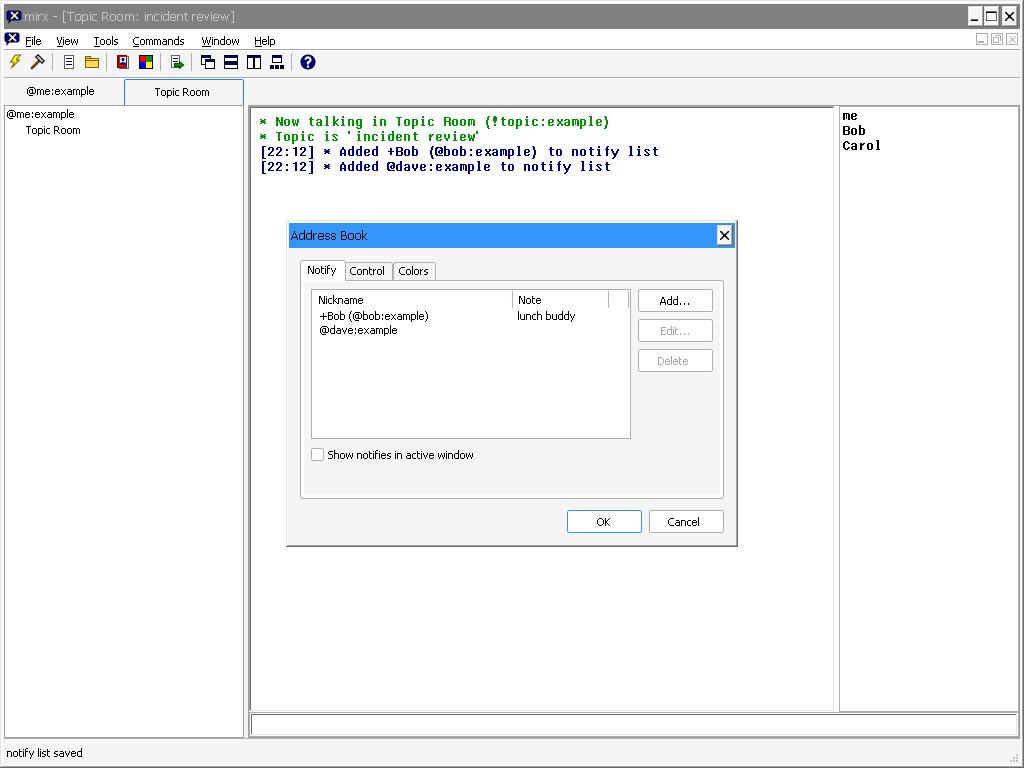 mirx - [Topic Room: incident review]
File View Tools Commands Window Help
@me:example Topic Room
@me:example
Topic Room
* Now talking in Topic Room (!topic:example)
* Topic is 'incident review'
[22:12] * Added +Bob (@bob:example) to notify list
[22:12] * Added @dave:example to notify list
me
Bob
Carol
Address Book
Notify Control Colors
Nickname Note
+Bob (@bob:example) lunch buddy
@dave:example
Add...
Edit...
Delete
Show notifies in active window
OK Cancel
notify list saved